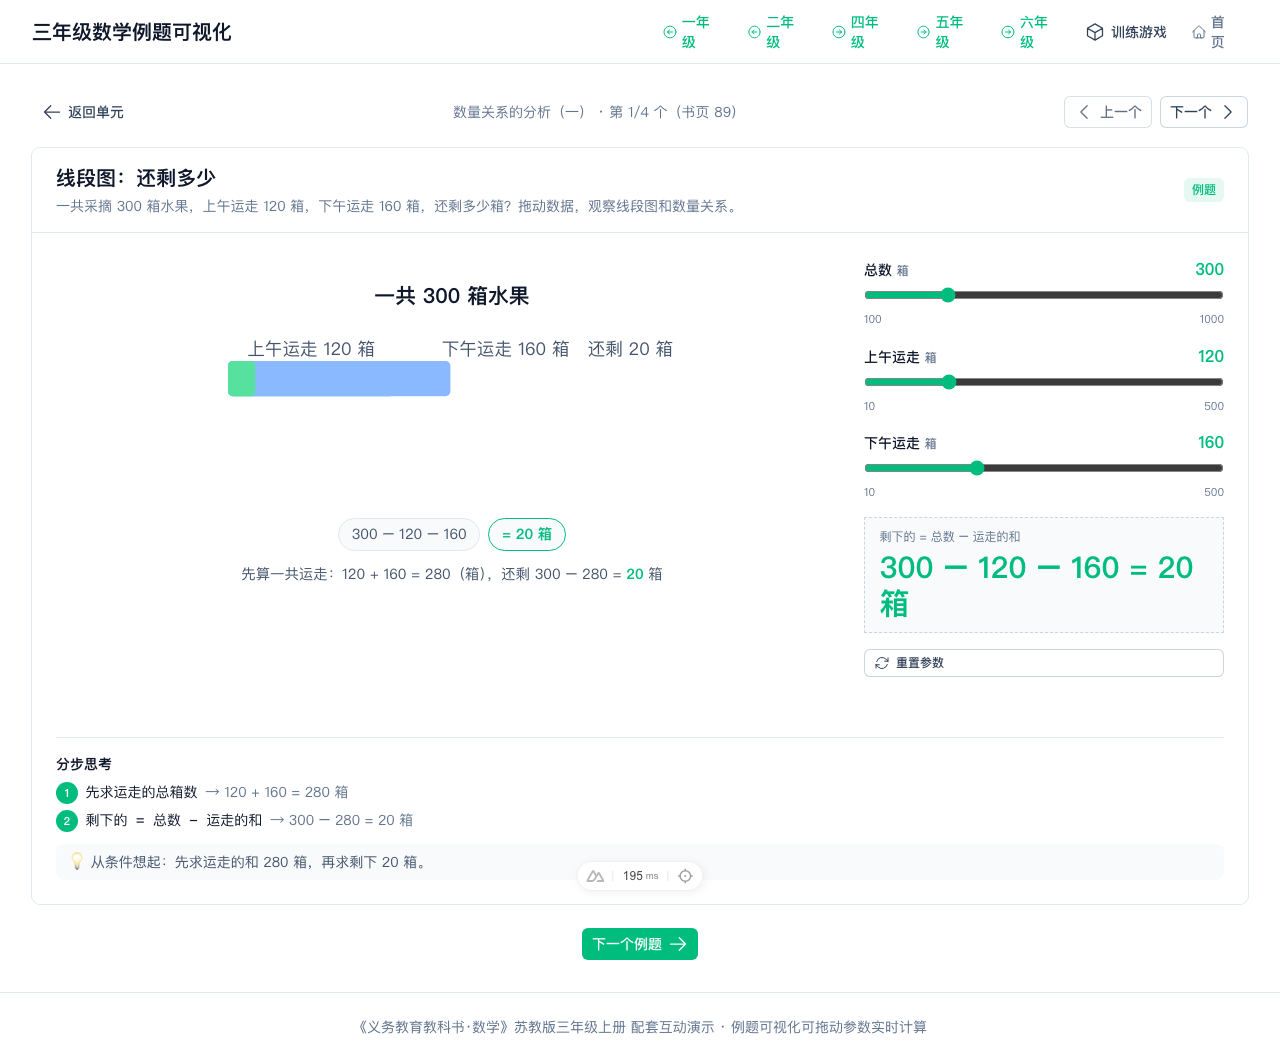 三年级数学例题可视化
一年级
二年级
四年级
五年级
六年级
训练游戏
首页
返回单元
数量关系的分析（一） · 第 1/4 个（书页 89）
上一个
下一个
线段图：还剩多少
一共采摘 300 箱水果，上午运走 120 箱，下午运走 160 箱，还剩多少箱？拖动数据，观察线段图和数量关系。
例题
一共 300 箱水果
上午运走 120 箱
下午运走 160 箱
还剩 20 箱
300 − 120 − 160
= 20 箱
先算一共运走：120 + 160 = 280（箱），还剩 300 − 280 = 20 箱
总数 箱
300
100
1000
上午运走 箱
120
10
500
下午运走 箱
160
10
500
剩下的 = 总数 − 运走的和
300 − 120 − 160 = 20
箱
重置参数
分步思考
1 先求运走的总箱数 → 120 + 160 = 280 箱
2 剩下的 = 总数 − 运走的和 → 300 − 280 = 20 箱
💡 从条件想起：先求运走的和 280 箱，再求剩下 20 箱。
195 ms
下一个例题
《义务教育教科书·数学》苏教版三年级上册 配套互动演示 · 例题可视化可拖动参数实时计算